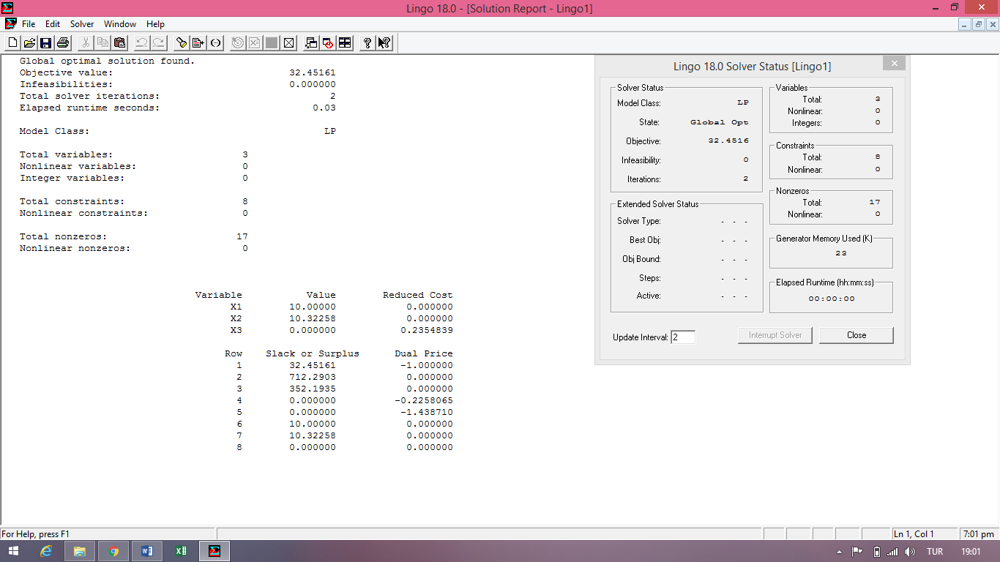 Lingo 18.0 - [Solution Report - Lingo1]
File Edit Solver Window Help
Global optimal solution found.
Objective value: 32.45161
Infeasibilities: 0.000000
Total solver iterations: 2
Elapsed runtime seconds: 0.03
Model Class: LP
Total variables: 3
Nonlinear variables: 0
Integer variables: 0
Total constraints: 8
Nonlinear constraints: 0
Total nonzeros: 17
Nonlinear nonzeros: 0
Variable Value Reduced Cost
X1 10.00000 0.000000
X2 10.32258 0.000000
X3 0.000000 0.2354839
Row Slack or Surplus Dual Price
1 32.45161 -1.000000
2 712.2903 0.000000
3 352.1935 0.000000
4 0.000000 -0.2258065
5 0.000000 -1.438710
6 10.00000 0.000000
7 10.32258 0.000000
8 0.000000 0.000000
Lingo 18.0 Solver Status [Lingo1]
Solver Status
Model Class: LP
State: Global Opt
Objective: 32.4516
Infeasibility: 0
Iterations: 2
Extended Solver Status
Solver Type: - - -
Best Obj: - - -
Obj Bound: - - -
Steps: - - -
Active: - - -
Variables
Total: 3
Nonlinear: 0
Integers: 0
Constraints
Total: 8
Nonlinear: 0
Nonzeros
Total: 17
Nonlinear: 0
Generator Memory Used (K)
23
Elapsed Runtime (hh:mm:ss)
00:00:00
Update Interval: 2
Interrupt Solver
Close
For Help, press F1
Ln 1, Col 1
7:01 pm
TUR
19:01